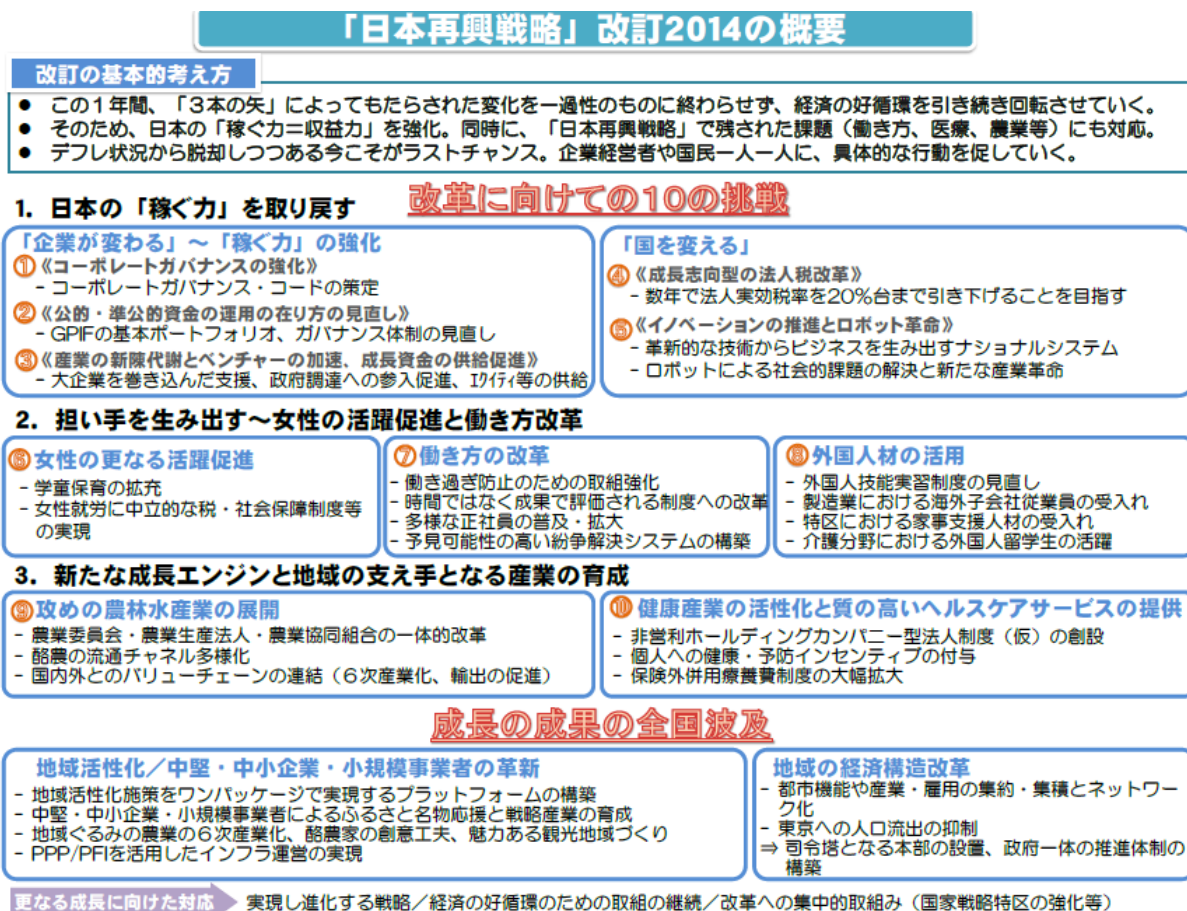 「日本再興戦略」改訂2014の概要
改訂の基本的考え方
● この1年間、「3本の矢」によってもたらされた変化を一過性のものに終わらせず、経済の好循環を引き続き回転させていく。
● そのため、日本の「稼ぐ力=収益力」を強化。同時に、「日本再興戦略」で残された課題(働き方、医療、農業等)にも対応。
● デフレ状況から脱却しつつある今こそがラストチャンス。企業経営者や国民一人一人に、具体的な行動を促していく。
改革に向けての10の挑戦
1. 日本の「稼ぐ力」を取り戻す
「企業が変わる」~「稼ぐ力」の強化
①《コーポレートガバナンスの強化》
- コーポレートガバナンス・コードの策定
②《公的・準公的資金の運用の在り方の見直し》
- GPIFの基本ポートフォリオ、ガバナンス体制の見直し
③《産業の新陳代謝とベンチャーの加速、成長資金の供給促進》
- 大企業を巻き込んだ支援、政府調達への参入促進、エクイティ等の供給
「国を変える」
④《成長志向型の法人税改革》
- 数年で法人実効税率を20%台まで引き下げることを目指す
⑤《イノベーションの推進とロボット革命》
- 革新的な技術からビジネスを生み出すナショナルシステム
- ロボットによる社会的課題の解決と新たな産業革命
2. 担い手を生み出す~女性の活躍促進と働き方改革
⑥女性の更なる活躍促進
- 学童保育の拡充
- 女性就労に中立的な税・社会保障制度等
の実現
⑦働き方の改革
- 働き過ぎ防止のための取組強化
- 時間ではなく成果で評価される制度への改革
- 多様な正社員の普及・拡大
- 予見可能性の高い紛争解決システムの構築
⑧外国人材の活用
- 外国人技能実習制度の見直し
- 製造業における海外子会社従業員の受入れ
- 特区における家事支援人材の受入れ
- 介護分野における外国人留学生の活躍
3. 新たな成長エンジンと地域の支え手となる産業の育成
⑨攻めの農林水産業の展開
- 農業委員会・農業生産法人・農業協同組合の一体的改革
- 酪農の流通チャネル多様化
- 国内外とのバリューチェーンの連結(6次産業化、輸出の促進)
⑩健康産業の活性化と質の高いヘルスケアサービスの提供
- 非営利ホールディングカンパニー型法人制度(仮)の創設
- 個人への健康・予防インセンティブの付与
- 保険外併用療養費制度の大幅拡大
成長の成果の全国波及
地域活性化/中堅・中小企業・小規模事業者の革新
- 地域活性化施策をワンパッケージで実現するプラットフォームの構築
- 中堅・中小企業・小規模事業者によるふるさと名物応援と戦略産業の育成
- 地域ぐるみの農業の6次産業化、酪農家の創意工夫、魅力ある観光地域づくり
- PPP/PFIを活用したインフラ運営の実現
地域の経済構造改革
- 都市機能や産業・雇用の集約・集積とネットワー
ク化
- 東京への人口流出の抑制
⇒ 司令塔となる本部の設置、政府一体の推進体制の
構築
更なる成長に向けた対応
実現し進化する戦略/経済の好循環のための取組の継続/改革への集中的取組み(国家戦略特区の強化等)